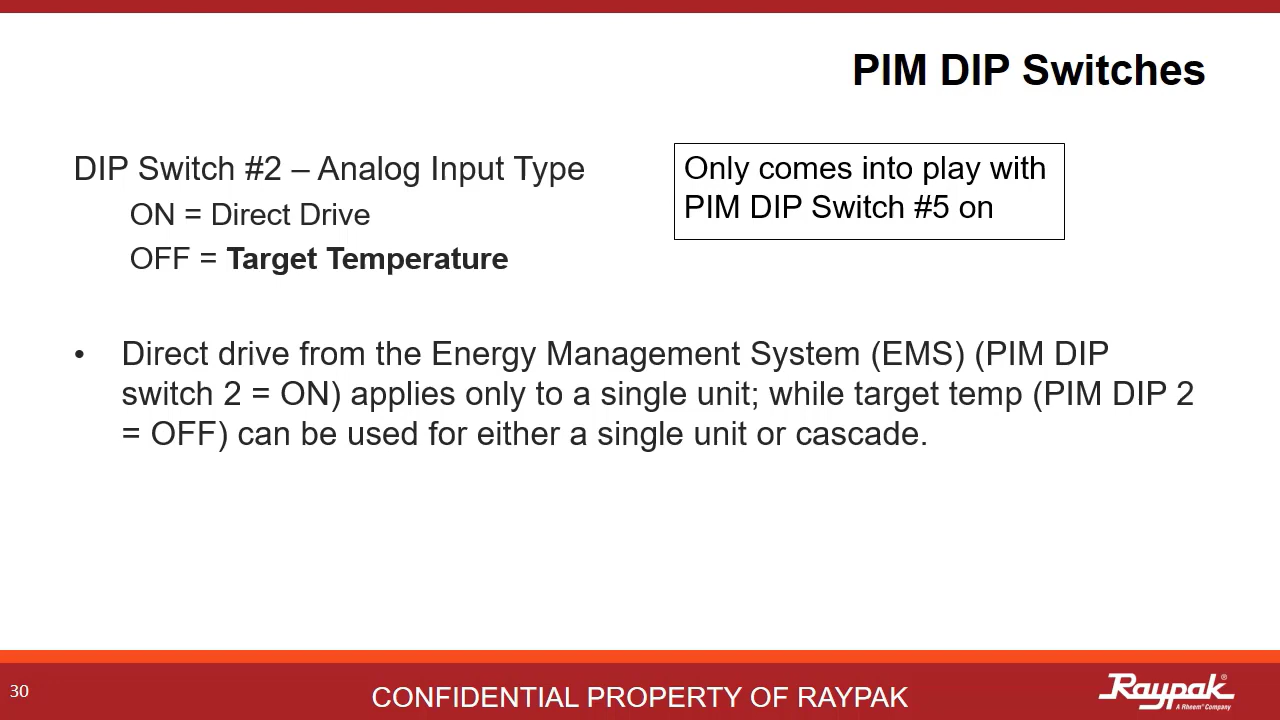 PIM DIP Switches
DIP Switch #2 – Analog Input Type
ON = Direct Drive
OFF = Target Temperature
Only comes into play with
PIM DIP Switch #5 on
• Direct drive from the Energy Management System (EMS) (PIM DIP
switch 2 = ON) applies only to a single unit; while target temp (PIM DIP 2
= OFF) can be used for either a single unit or cascade.
30
CONFIDENTIAL PROPERTY OF RAYPAK
Raypak®
A Rheem® Company